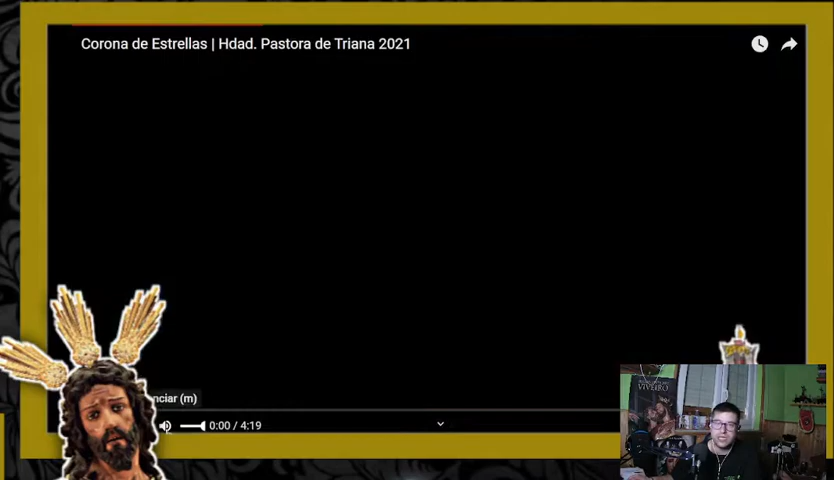 Corona de Estrellas | Hdad. Pastora de Triana 2021
nciar (m)
0:00 / 4:19
VIVEIRO